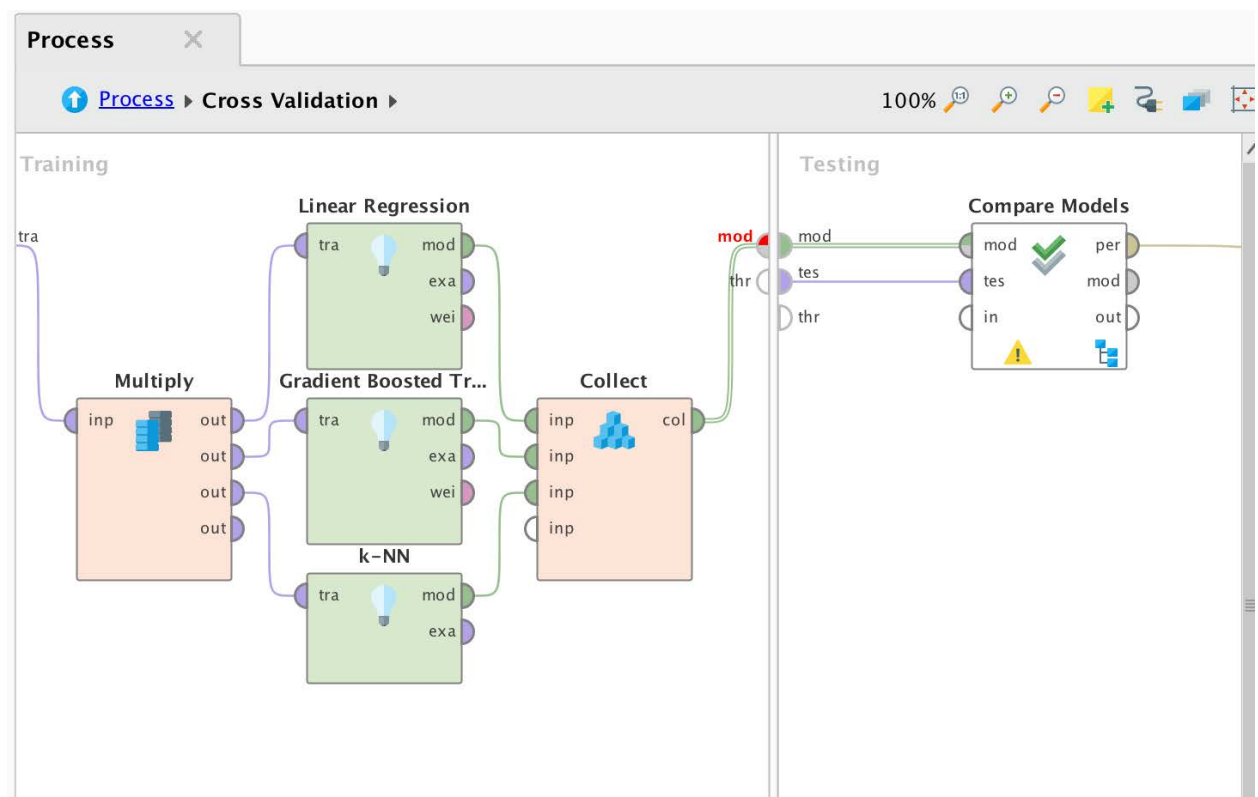 Process
Process Cross Validation
100%
1:1
Training
Testing
Linear Regression
Compare Models
tra
tra mod
mod
mod
mod per
exa
thr
tes
tes mod
wei
thr
in out
Multiply
Gradient Boosted Tr...
Collect
inp out
tra mod
inp col
out
exa
inp
out
wei
inp
out
inp
k-NN
tra mod
exa